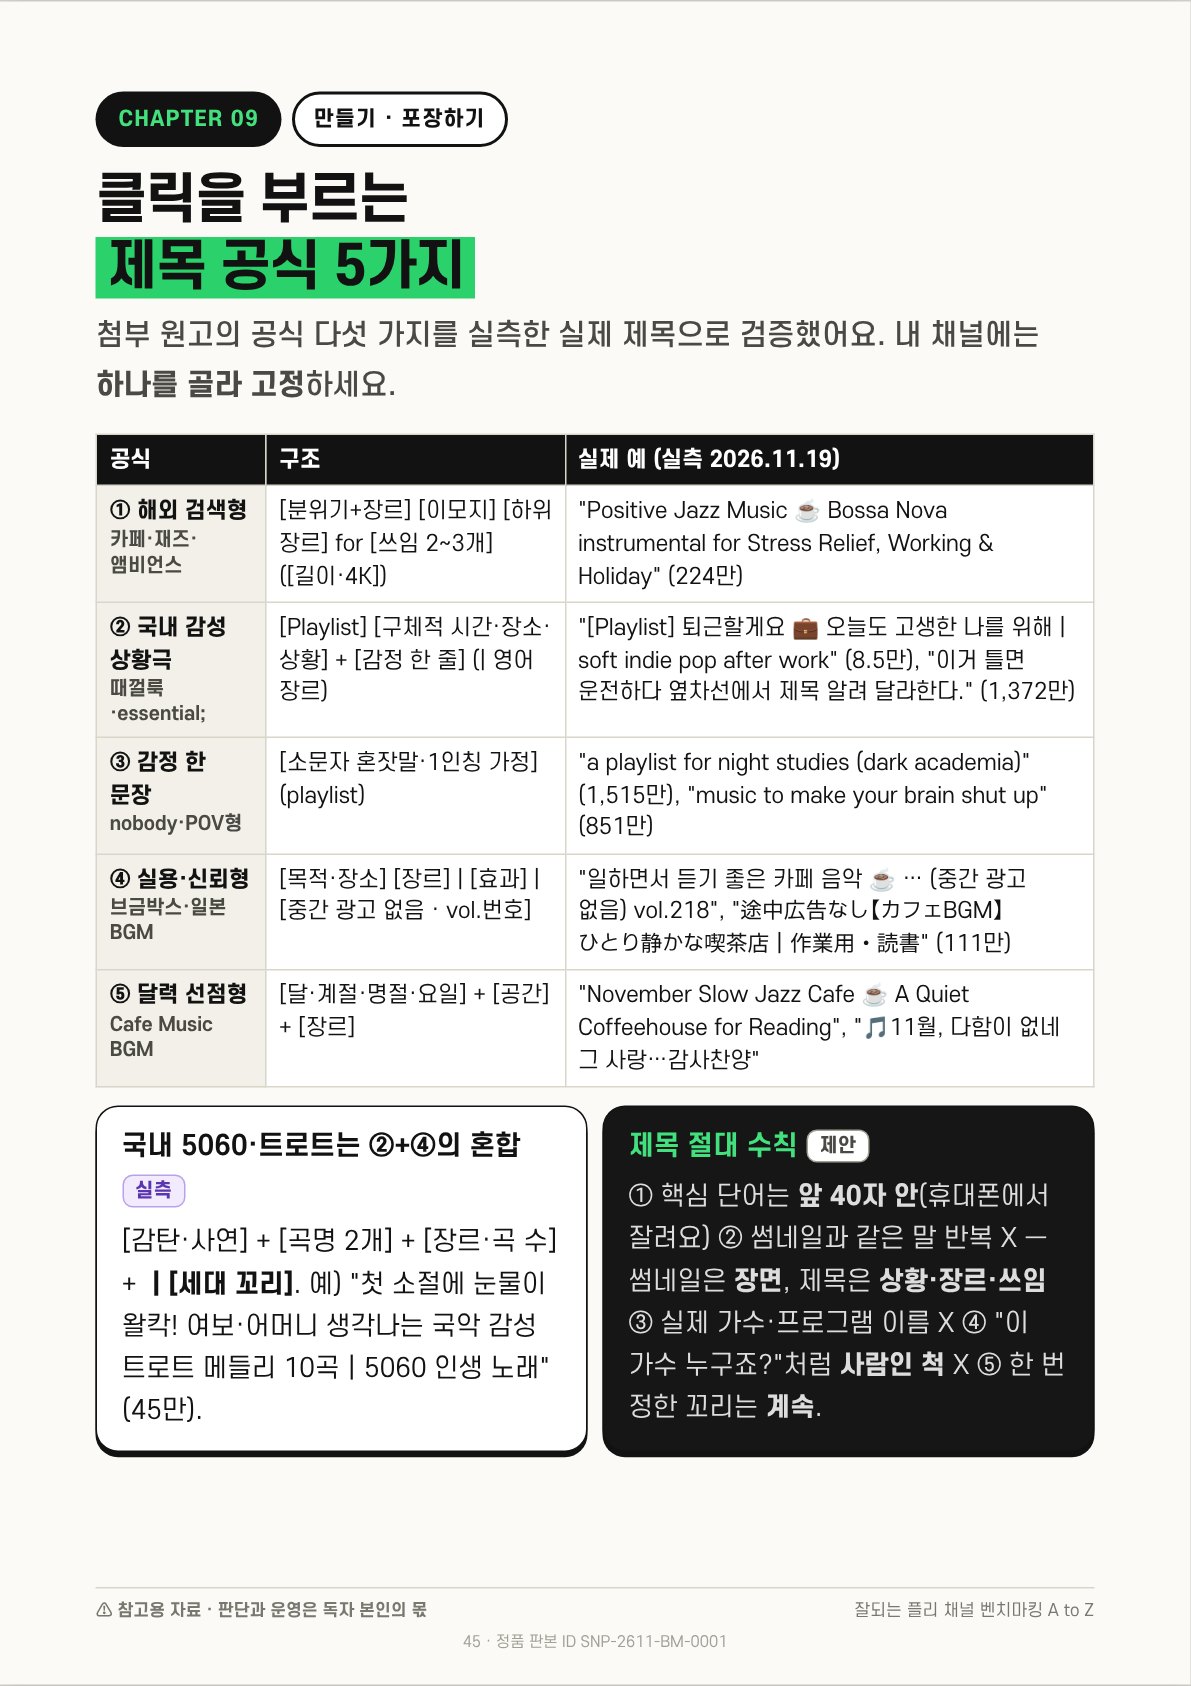 CHAPTER 09
만들기 · 포장하기
클릭을 부르는
제목 공식 5가지
첨부 원고의 공식 다섯 가지를 실측한 실제 제목으로 검증했어요. 내 채널에는
하나를 골라 고정하세요.
공식
구조
실제 예 (실측 2026.11.19)
① 해외 검색형
카페·재즈·
앰비언스
[분위기+장르] [이모지] [하위
장르] for [쓰임 2~3개]
([길이·4K])
"Positive Jazz Music ☕ Bossa Nova
instrumental for Stress Relief, Working &
Holiday" (224만)
② 국내 감성
상황극
때껄룩
·essential;
[Playlist] [구체적 시간·장소·
상황] + [감정 한 줄] (| 영어
장르)
"[Playlist] 퇴근할게요 💼 오늘도 고생한 나를 위해 |
soft indie pop after work" (8.5만), "이거 틀면
운전하다 옆차선에서 제목 알려 달라한다." (1,372만)
③ 감정 한
문장
nobody·POV형
[소문자 혼잣말·1인칭 가정]
(playlist)
"a playlist for night studies (dark academia)"
(1,515만), "music to make your brain shut up"
(851만)
④ 실용·신뢰형
브금박스·일본
BGM
[목적·장소] [장르] | [효과] |
[중간 광고 없음 · vol.번호]
"일하면서 듣기 좋은 카페 음악 ☕ … (중간 광고
없음) vol.218", "途中広告なし【カフェBGM】
ひとり静かな喫茶店 | 作業用・読書" (111만)
⑤ 달력 선점형
Cafe Music
BGM
[달·계절·명절·요일] + [공간]
+ [장르]
"November Slow Jazz Cafe ☕ A Quiet
Coffeehouse for Reading", "🎵11월, 다함이 없네
그 사랑…감사찬양"
국내 5060·트로트는 ②+④의 혼합
실측
[감탄·사연] + [곡명 2개] + [장르·곡 수]
+ | [세대 꼬리]. 예) "첫 소절에 눈물이
왈칵! 여보·어머니 생각나는 국악 감성
트로트 메들리 10곡 | 5060 인생 노래"
(45만).
제목 절대 수칙 제안
① 핵심 단어는 앞 40자 안(휴대폰에서
잘려요) ② 썸네일과 같은 말 반복 X —
썸네일은 장면, 제목은 상황·장르·쓰임
③ 실제 가수·프로그램 이름 X ④ "이
가수 누구죠?"처럼 사람인 척 X ⑤ 한 번
정한 꼬리는 계속.
⚠ 참고용 자료 · 판단과 운영은 독자 본인의 몫
잘되는 플리 채널 벤치마킹 A to Z
45 · 정품 판본 ID SNP-2611-BM-0001